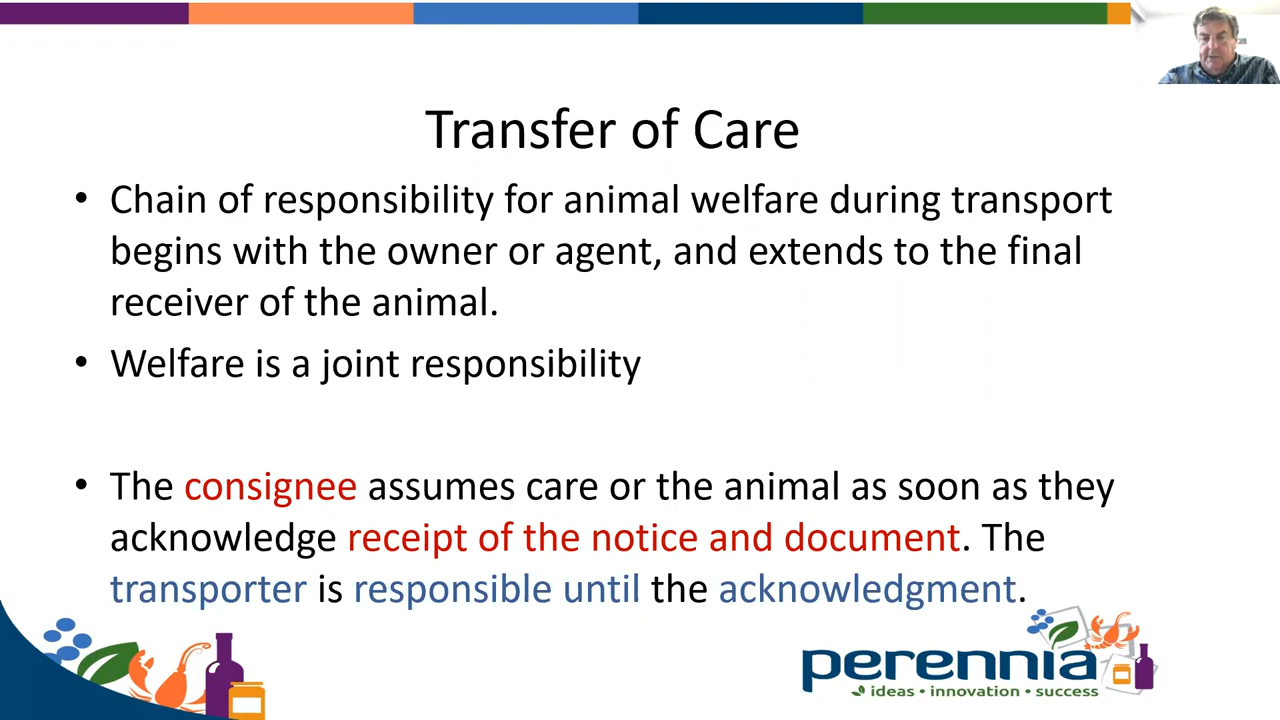 Transfer of Care
• Chain of responsibility for animal welfare during transport
begins with the owner or agent, and extends to the final
receiver of the animal.
• Welfare is a joint responsibility
• The consignee assumes care or the animal as soon as they
acknowledge receipt of the notice and document. The
transporter is responsible until the acknowledgment.
perennia
ideas • innovation • success